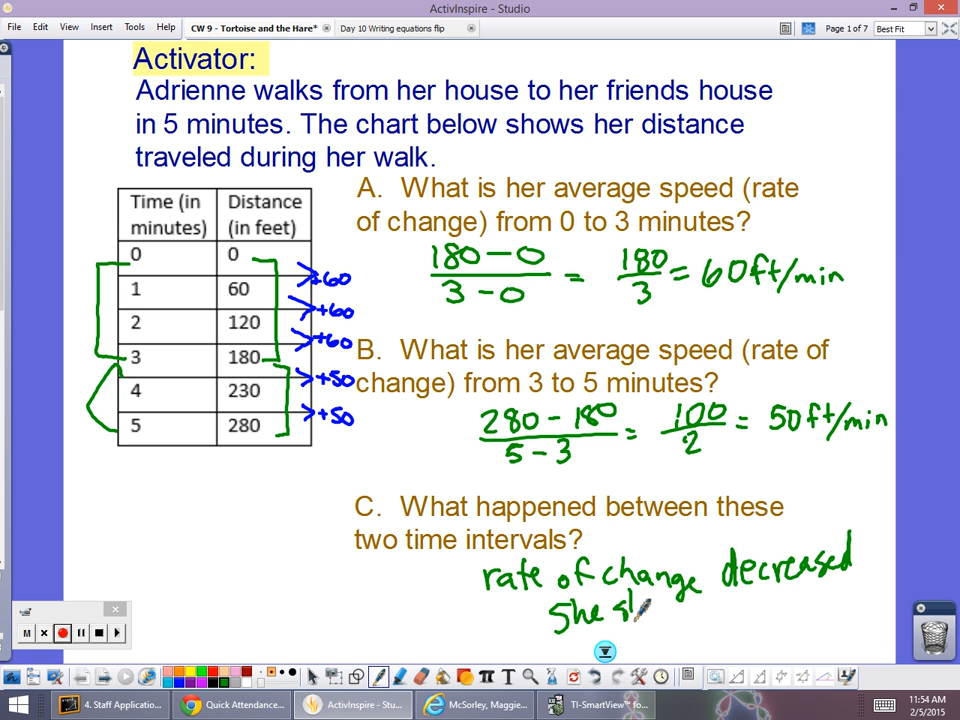 ActivInspire - Studio
File Edit View Insert Tools Help CW 9 - Tortoise and the Hare* Day 10 Writing equations flip Page 1 of 7 Best Fit
Activator:
Adrienne walks from her house to her friends house
in 5 minutes. The chart below shows her distance
traveled during her walk.
Time (in minutes) Distance (in feet)
0 0
1 60
2 120
3 180
4 230
5 280
+60
+60
+60
+50
+50
A. What is her average speed (rate
of change) from 0 to 3 minutes?
180 - 0 / 3 - 0 = 180 / 3 = 60 ft/min
B. What is her average speed (rate of
change) from 3 to 5 minutes?
280 - 180 / 5 - 3 = 100 / 2 = 50 ft/min
C. What happened between these
two time intervals?
rate of change decreased
She sl
M
4. Staff Applicatio... Quick Attendance... ActivInspire - Stu... McSorley, Maggie... TI-SmartView™ fo... 11:54 AM
2/5/2015